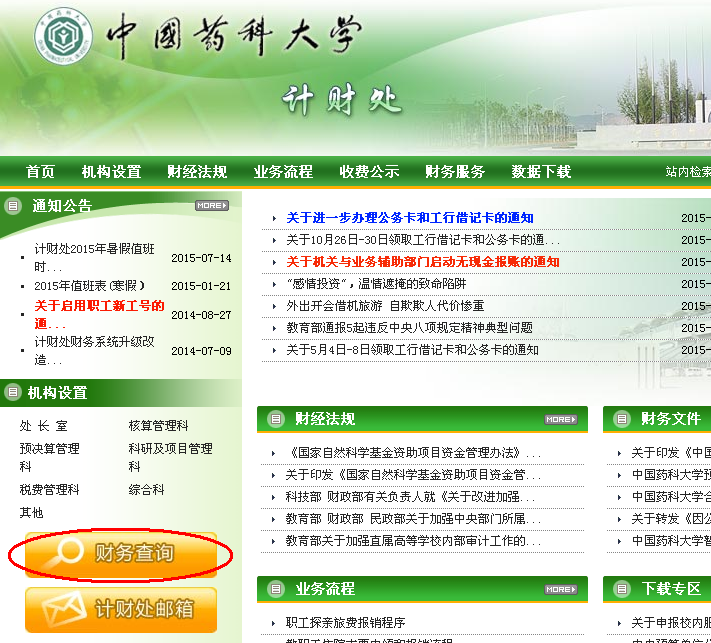 中國药科大学
计财处
首页 机构设置 财经法规 业务流程 收费公示 财务服务 数据下载 站内检索
通知公告 MORE
计财处2015年暑假值班时... 2015-07-14
2015年值班表(寒假) 2015-01-21
关于启用职工新工号的通... 2014-08-27
计财处财务系统升级改造... 2014-07-09
关于进一步办理公务卡和工行借记卡的通知 2015-
关于10月26日-30日领取工行借记卡和公务卡的通... 2015-
关于机关与业务辅助部门启动无现金报账的通知 2015-
“感情投资”，温情遮掩的致命陷阱 2015-
外出开会借机旅游 自欺欺人代价惨重 2015-
教育部通报5起违反中央八项规定精神典型问题 2015-
关于5月4日-8日领取工行借记卡和公务卡的通知 2015-
机构设置
处 长 室 核算管理科
预决算管理科 科研及项目管理科
税费管理科 综合科
其他
财务查询
计财处邮箱
财经法规 MORE
《国家自然科学基金资助项目资金管理办法》...
关于印发《国家自然科学基金资助项目资金管...
科技部 财政部有关负责人就《关于改进加强...
教育部 财政部 民政部关于加强中央部门所属...
教育部关于加强直属高等学校内部审计工作的...
财务文件
关于印发《中国
中国药科大学预
中国药科大学合
关于转发《因公
中国药科大学暂
业务流程 MORE
职工探亲旅费报销程序
下载专区
关于申报校内服